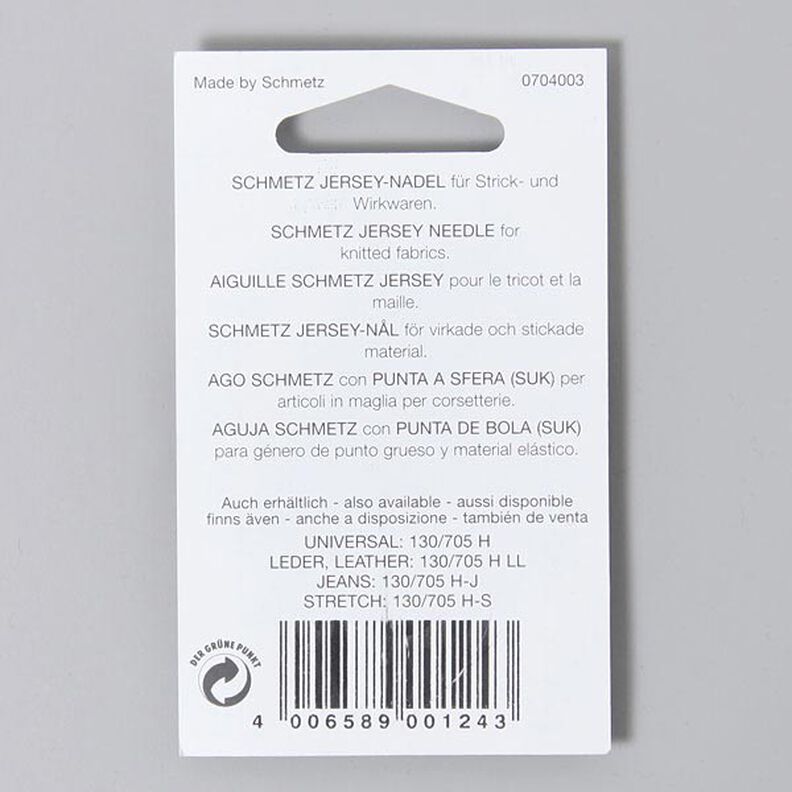 Made by Schmetz 0704003
SCHMETZ JERSEY-NADEL für Strick- und
Wirkwaren.
SCHMETZ JERSEY NEEDLE for
knitted fabrics.
AIGUILLE SCHMETZ JERSEY pour le tricot et la
maille.
SCHMETZ JERSEY-NÅL för virkade och stickade
material.
AGO SCHMETZ con PUNTA A SFERA (SUK) per
articoli in maglia per corsetterie.
AGUJA SCHMETZ con PUNTA DE BOLA (SUK)
para género de punto grueso y material elástico.
Auch erhältlich - also available - aussi disponible
finns även - anche a disposizione - también de venta
UNIVERSAL: 130/705 H
LEDER, LEATHER: 130/705 H LL
JEANS: 130/705 H-J
STRETCH: 130/705 H-S
DER GRÜNE PUNKT
4 006589 001243